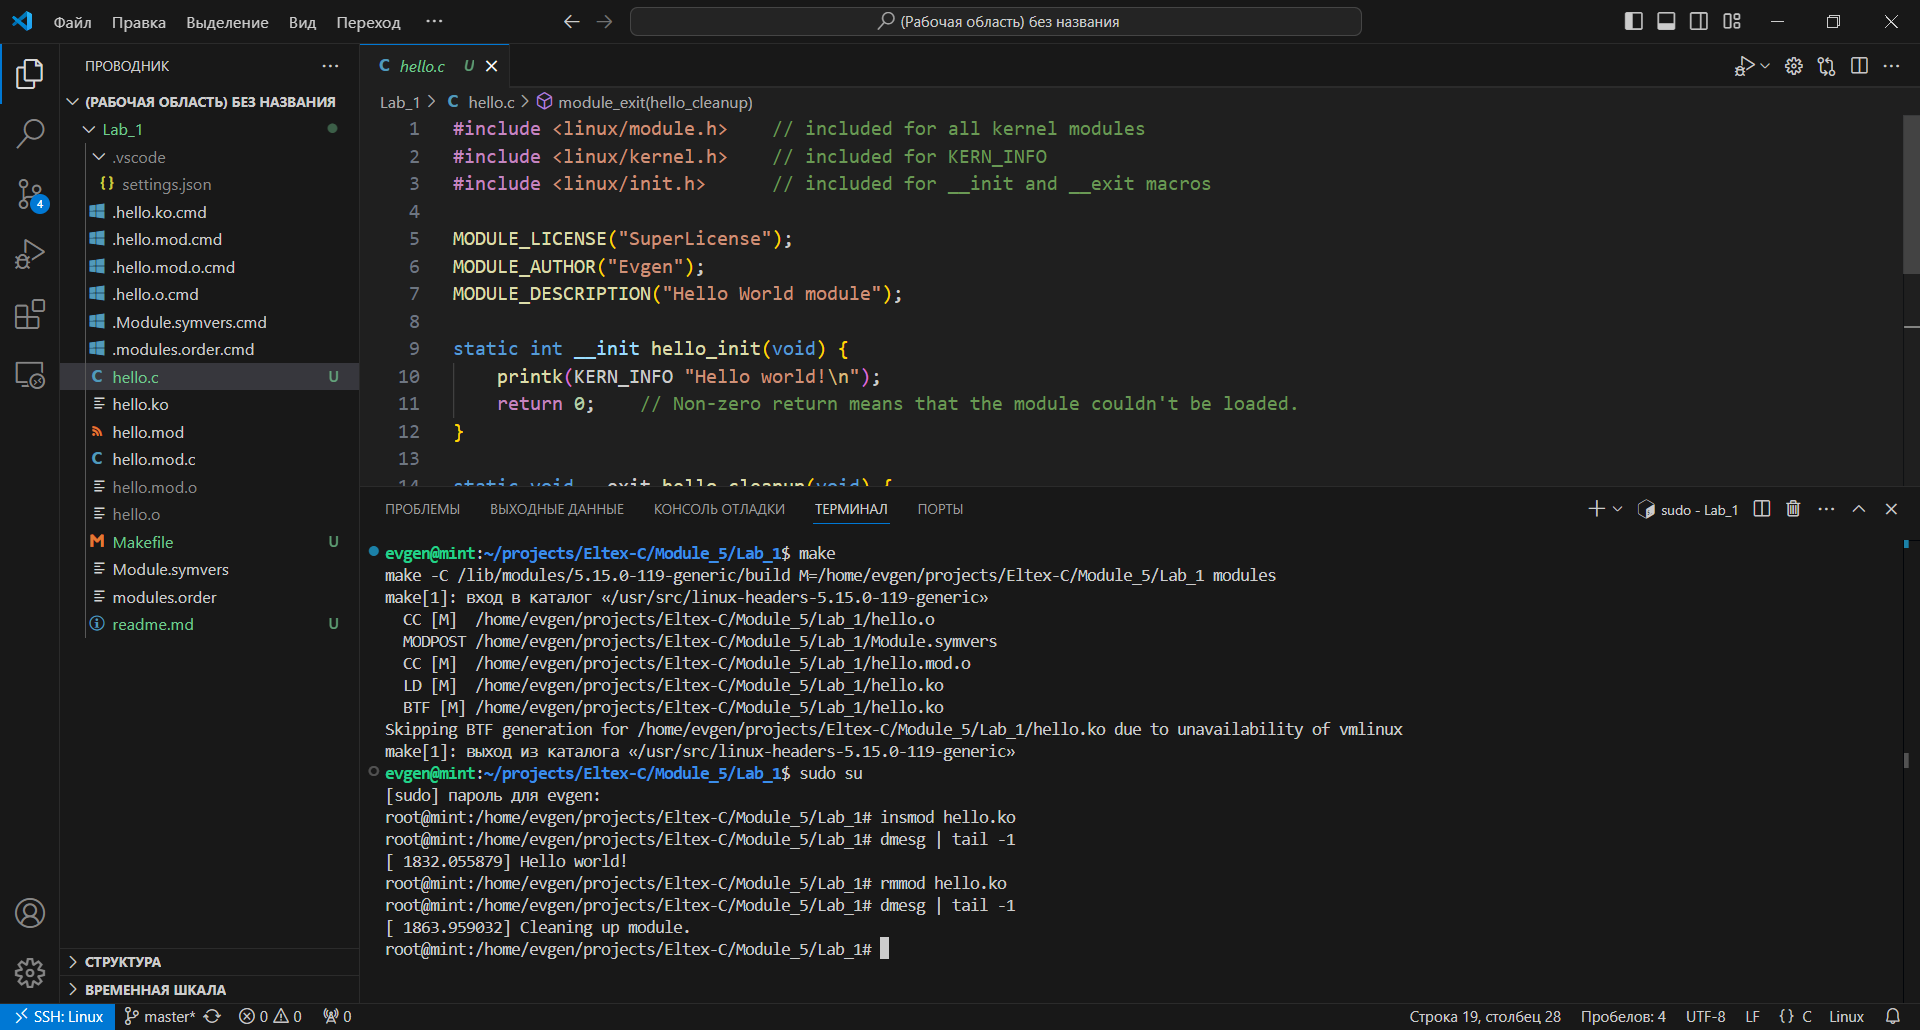 Файл Правка Выделение Вид Переход ···
(Рабочая область) без названия
ПРОВОДНИК
(РАБОЧАЯ ОБЛАСТЬ) БЕЗ НАЗВАНИЯ
Lab_1
.vscode
{} settings.json
.hello.ko.cmd
.hello.mod.cmd
.hello.mod.o.cmd
.hello.o.cmd
.Module.symvers.cmd
.modules.order.cmd
C hello.c U
hello.ko
hello.mod
C hello.mod.c
hello.mod.o
hello.o
M Makefile U
Module.symvers
modules.order
readme.md U
СТРУКТУРА
ВРЕМЕННАЯ ШКАЛА
4
C hello.c U
Lab_1 > C hello.c > module_exit(hello_cleanup)
1 #include <linux/module.h>    // included for all kernel modules
2 #include <linux/kernel.h>    // included for KERN_INFO
3 #include <linux/init.h>      // included for __init and __exit macros
4
5 MODULE_LICENSE("SuperLicense");
6 MODULE_AUTHOR("Evgen");
7 MODULE_DESCRIPTION("Hello World module");
8
9 static int __init hello_init(void) {
10     printk(KERN_INFO "Hello world!\n");
11     return 0;    // Non-zero return means that the module couldn't be loaded.
12 }
13
14 static void __exit hello_cleanup(void) {
ПРОБЛЕМЫ ВЫХОДНЫЕ ДАННЫЕ КОНСОЛЬ ОТЛАДКИ ТЕРМИНАЛ ПОРТЫ
sudo - Lab_1
evgen@mint:~/projects/Eltex-C/Module_5/Lab_1$ make
make -C /lib/modules/5.15.0-119-generic/build M=/home/evgen/projects/Eltex-C/Module_5/Lab_1 modules
make[1]: вход в каталог «/usr/src/linux-headers-5.15.0-119-generic»
  CC [M]  /home/evgen/projects/Eltex-C/Module_5/Lab_1/hello.o
  MODPOST /home/evgen/projects/Eltex-C/Module_5/Lab_1/Module.symvers
  CC [M]  /home/evgen/projects/Eltex-C/Module_5/Lab_1/hello.mod.o
  LD [M]  /home/evgen/projects/Eltex-C/Module_5/Lab_1/hello.ko
  BTF [M] /home/evgen/projects/Eltex-C/Module_5/Lab_1/hello.ko
Skipping BTF generation for /home/evgen/projects/Eltex-C/Module_5/Lab_1/hello.ko due to unavailability of vmlinux
make[1]: выход из каталога «/usr/src/linux-headers-5.15.0-119-generic»
evgen@mint:~/projects/Eltex-C/Module_5/Lab_1$ sudo su
[sudo] пароль для evgen:
root@mint:/home/evgen/projects/Eltex-C/Module_5/Lab_1# insmod hello.ko
root@mint:/home/evgen/projects/Eltex-C/Module_5/Lab_1# dmesg | tail -1
[ 1832.055879] Hello world!
root@mint:/home/evgen/projects/Eltex-C/Module_5/Lab_1# rmmod hello.ko
root@mint:/home/evgen/projects/Eltex-C/Module_5/Lab_1# dmesg | tail -1
[ 1863.959032] Cleaning up module.
root@mint:/home/evgen/projects/Eltex-C/Module_5/Lab_1#
SSH: Linux master* 0 0 0 Строка 19, столбец 28 Пробелов: 4 UTF-8 LF {} C Linux